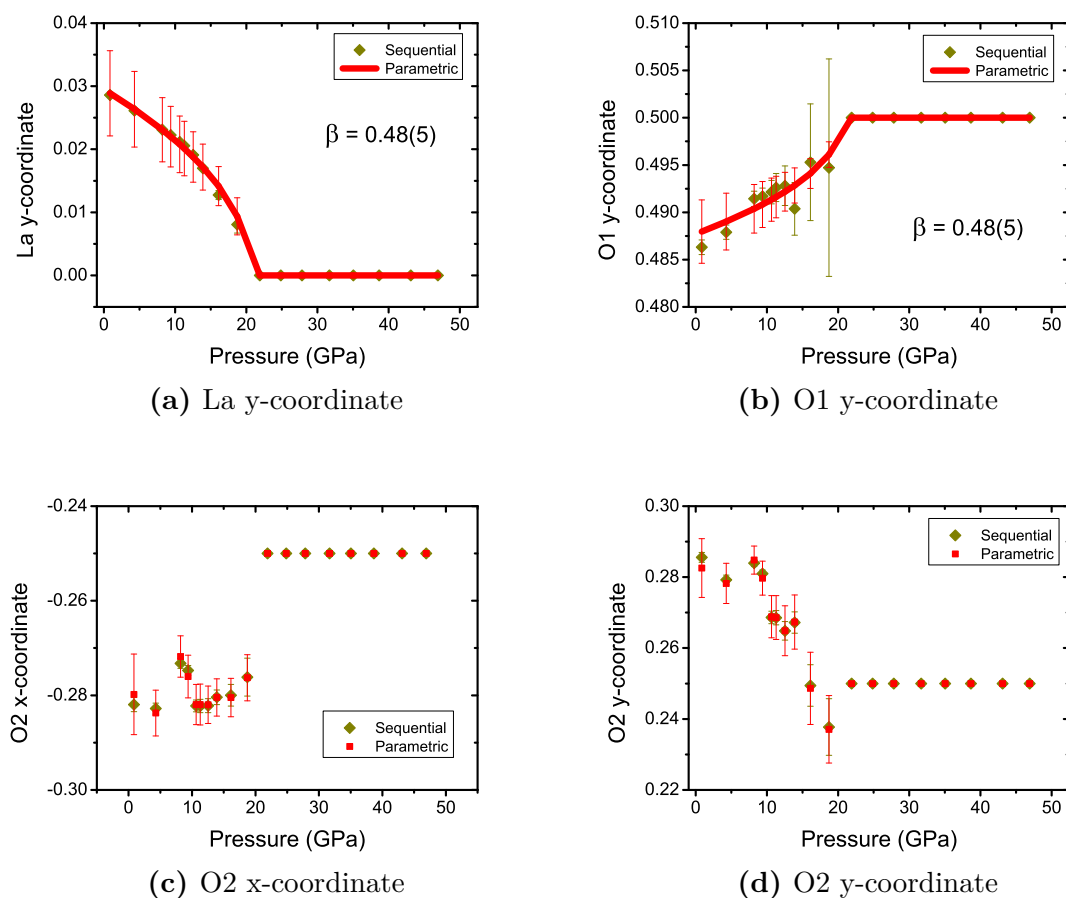 0.04
0.03
0.02
0.01
0.00
La y-coordinate
Sequential
Parametric
β = 0.48(5)
0 10 20 30 40 50
Pressure (GPa)
(a) La y-coordinate
0.510
0.505
0.500
0.495
0.490
0.485
0.480
O1 y-coordinate
Sequential
Parametric
β = 0.48(5)
0 10 20 30 40 50
Pressure (GPa)
(b) O1 y-coordinate
-0.24
-0.26
-0.28
-0.30
O2 x-coordinate
Sequential
Parametric
0 10 20 30 40 50
Pressure (GPa)
(c) O2 x-coordinate
0.30
0.28
0.26
0.24
0.22
O2 y-coordinate
Sequential
Parametric
0 10 20 30 40 50
Pressure (GPa)
(d) O2 y-coordinate